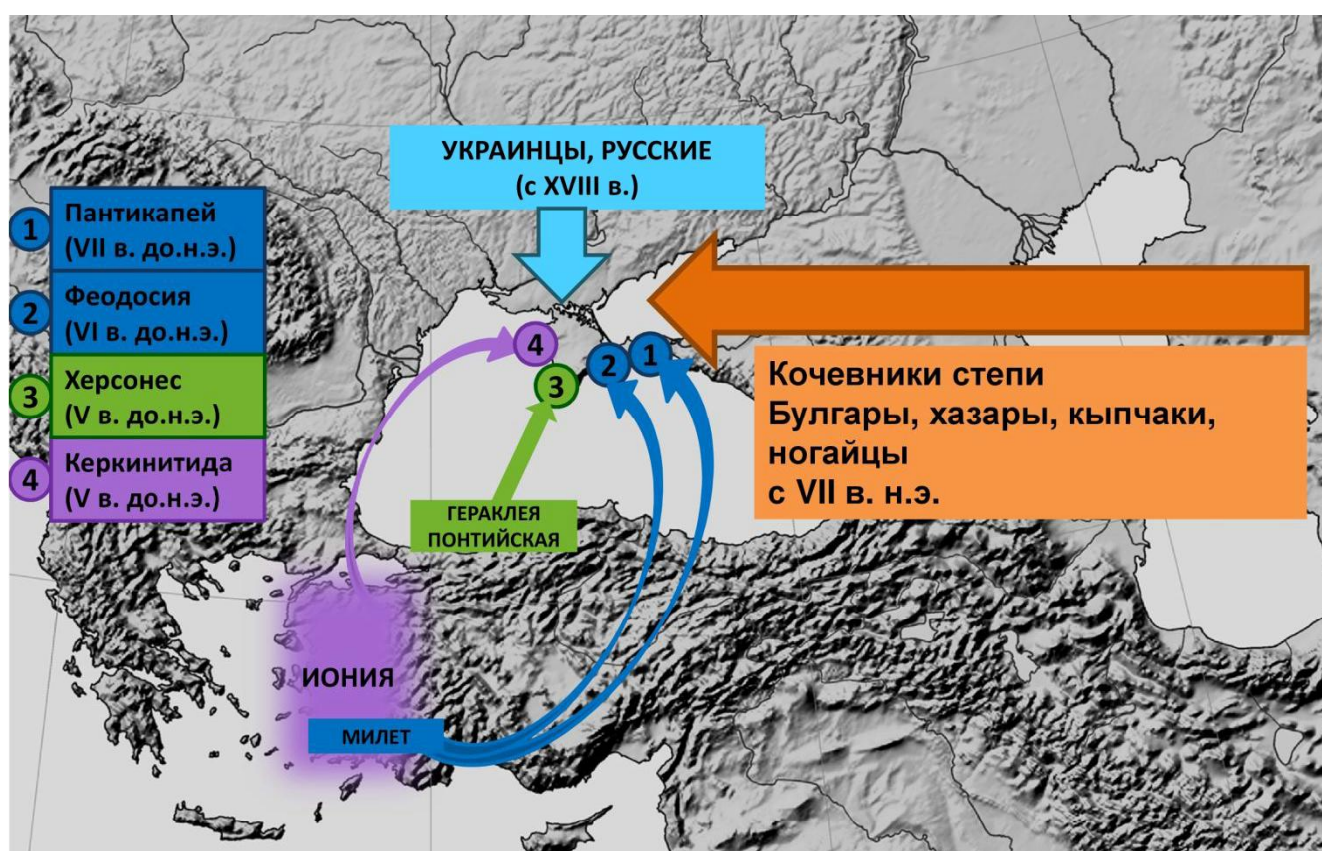 УКРАИНЦЫ, РУССКИЕ
(с XVIII в.)
1
Пантикапей
(VII в. до.н.э.)
2
Феодосия
(VI в. до.н.э.)
3
Херсонес
(V в. до.н.э.)
4
Керкинитида
(V в. до.н.э.)
4
3
2
1
Кочевники степи
Булгары, хазары, кыпчаки,
ногайцы
с VII в. н.э.
ГЕРАКЛЕЯ
ПОНТИЙСКАЯ
ИОНИЯ
МИЛЕТ